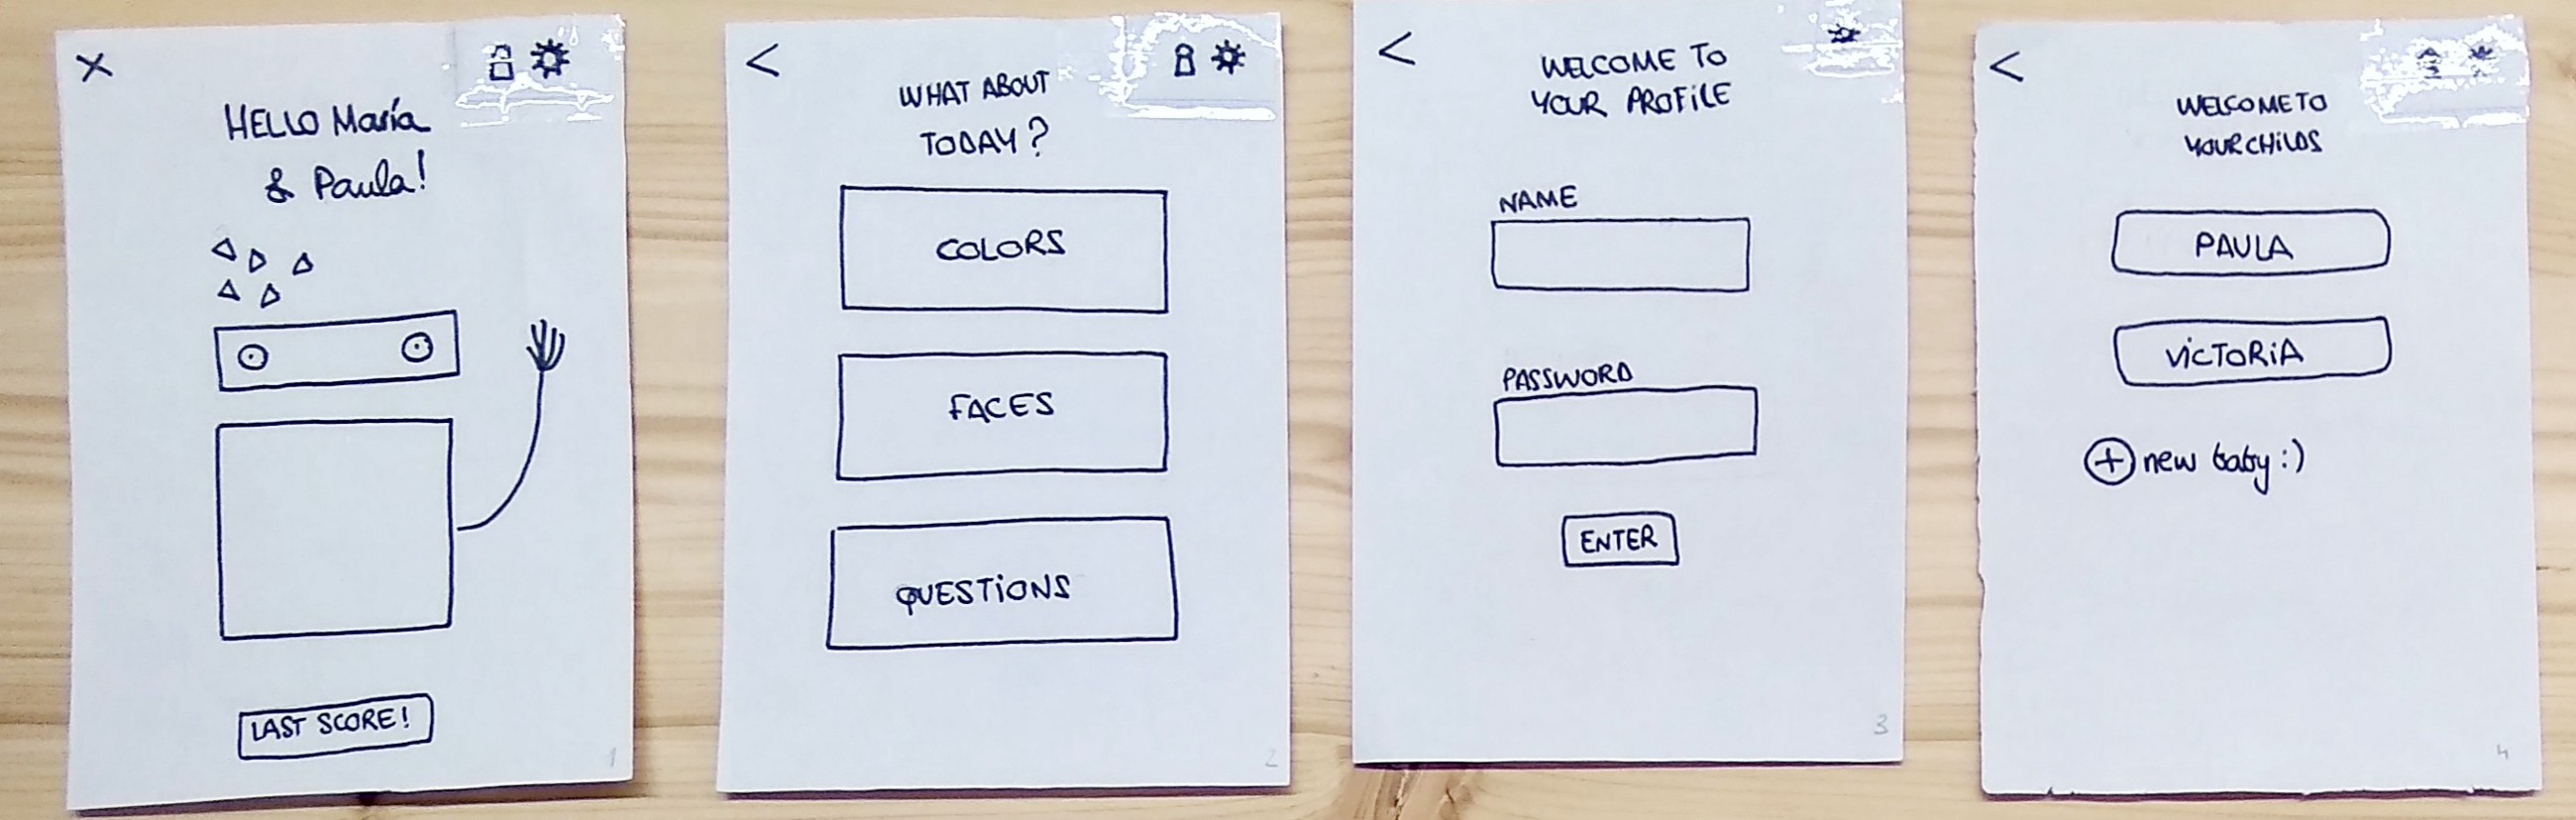 HELLO María
& Paula!
LAST SCORE!
1
WHAT ABOUT
TODAY?
COLORS
FACES
QUESTIONS
2
WELCOME TO
YOUR PROFILE
NAME
PASSWORD
ENTER
3
WELCOME TO
YOUR CHILDS
PAULA
VICTORIA
+ new baby :)
4